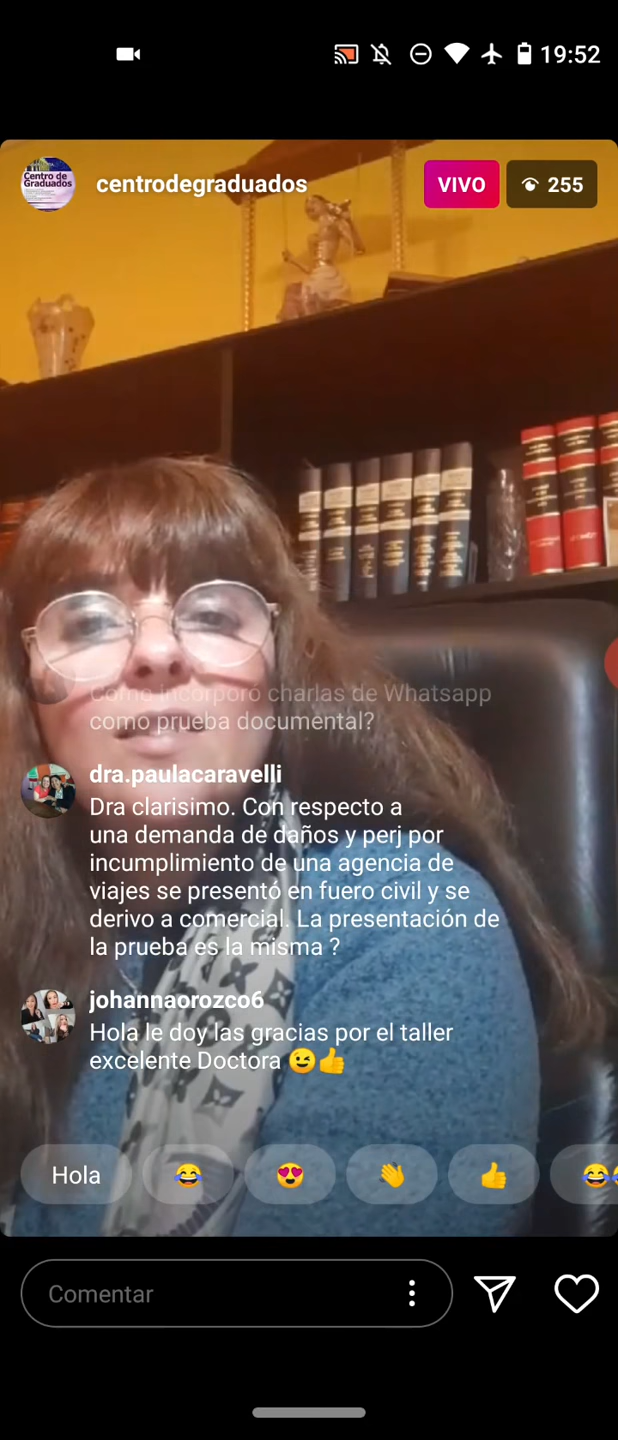 19:52
Centro de
Graduados
centrodegraduados
VIVO
255
Como incorporo charlas de Whatsapp
como prueba documental?
dra.paulacaravelli
Dra clarisimo. Con respecto a
una demanda de daños y perj por
incumplimiento de una agencia de
viajes se presentó en fuero civil y se
derivo a comercial. La presentación de
la prueba es la misma ?
johannaorozco6
Hola le doy las gracias por el taller
excelente Doctora 😉👍
Hola 😂 😍 👏 👍 😂
Comentar